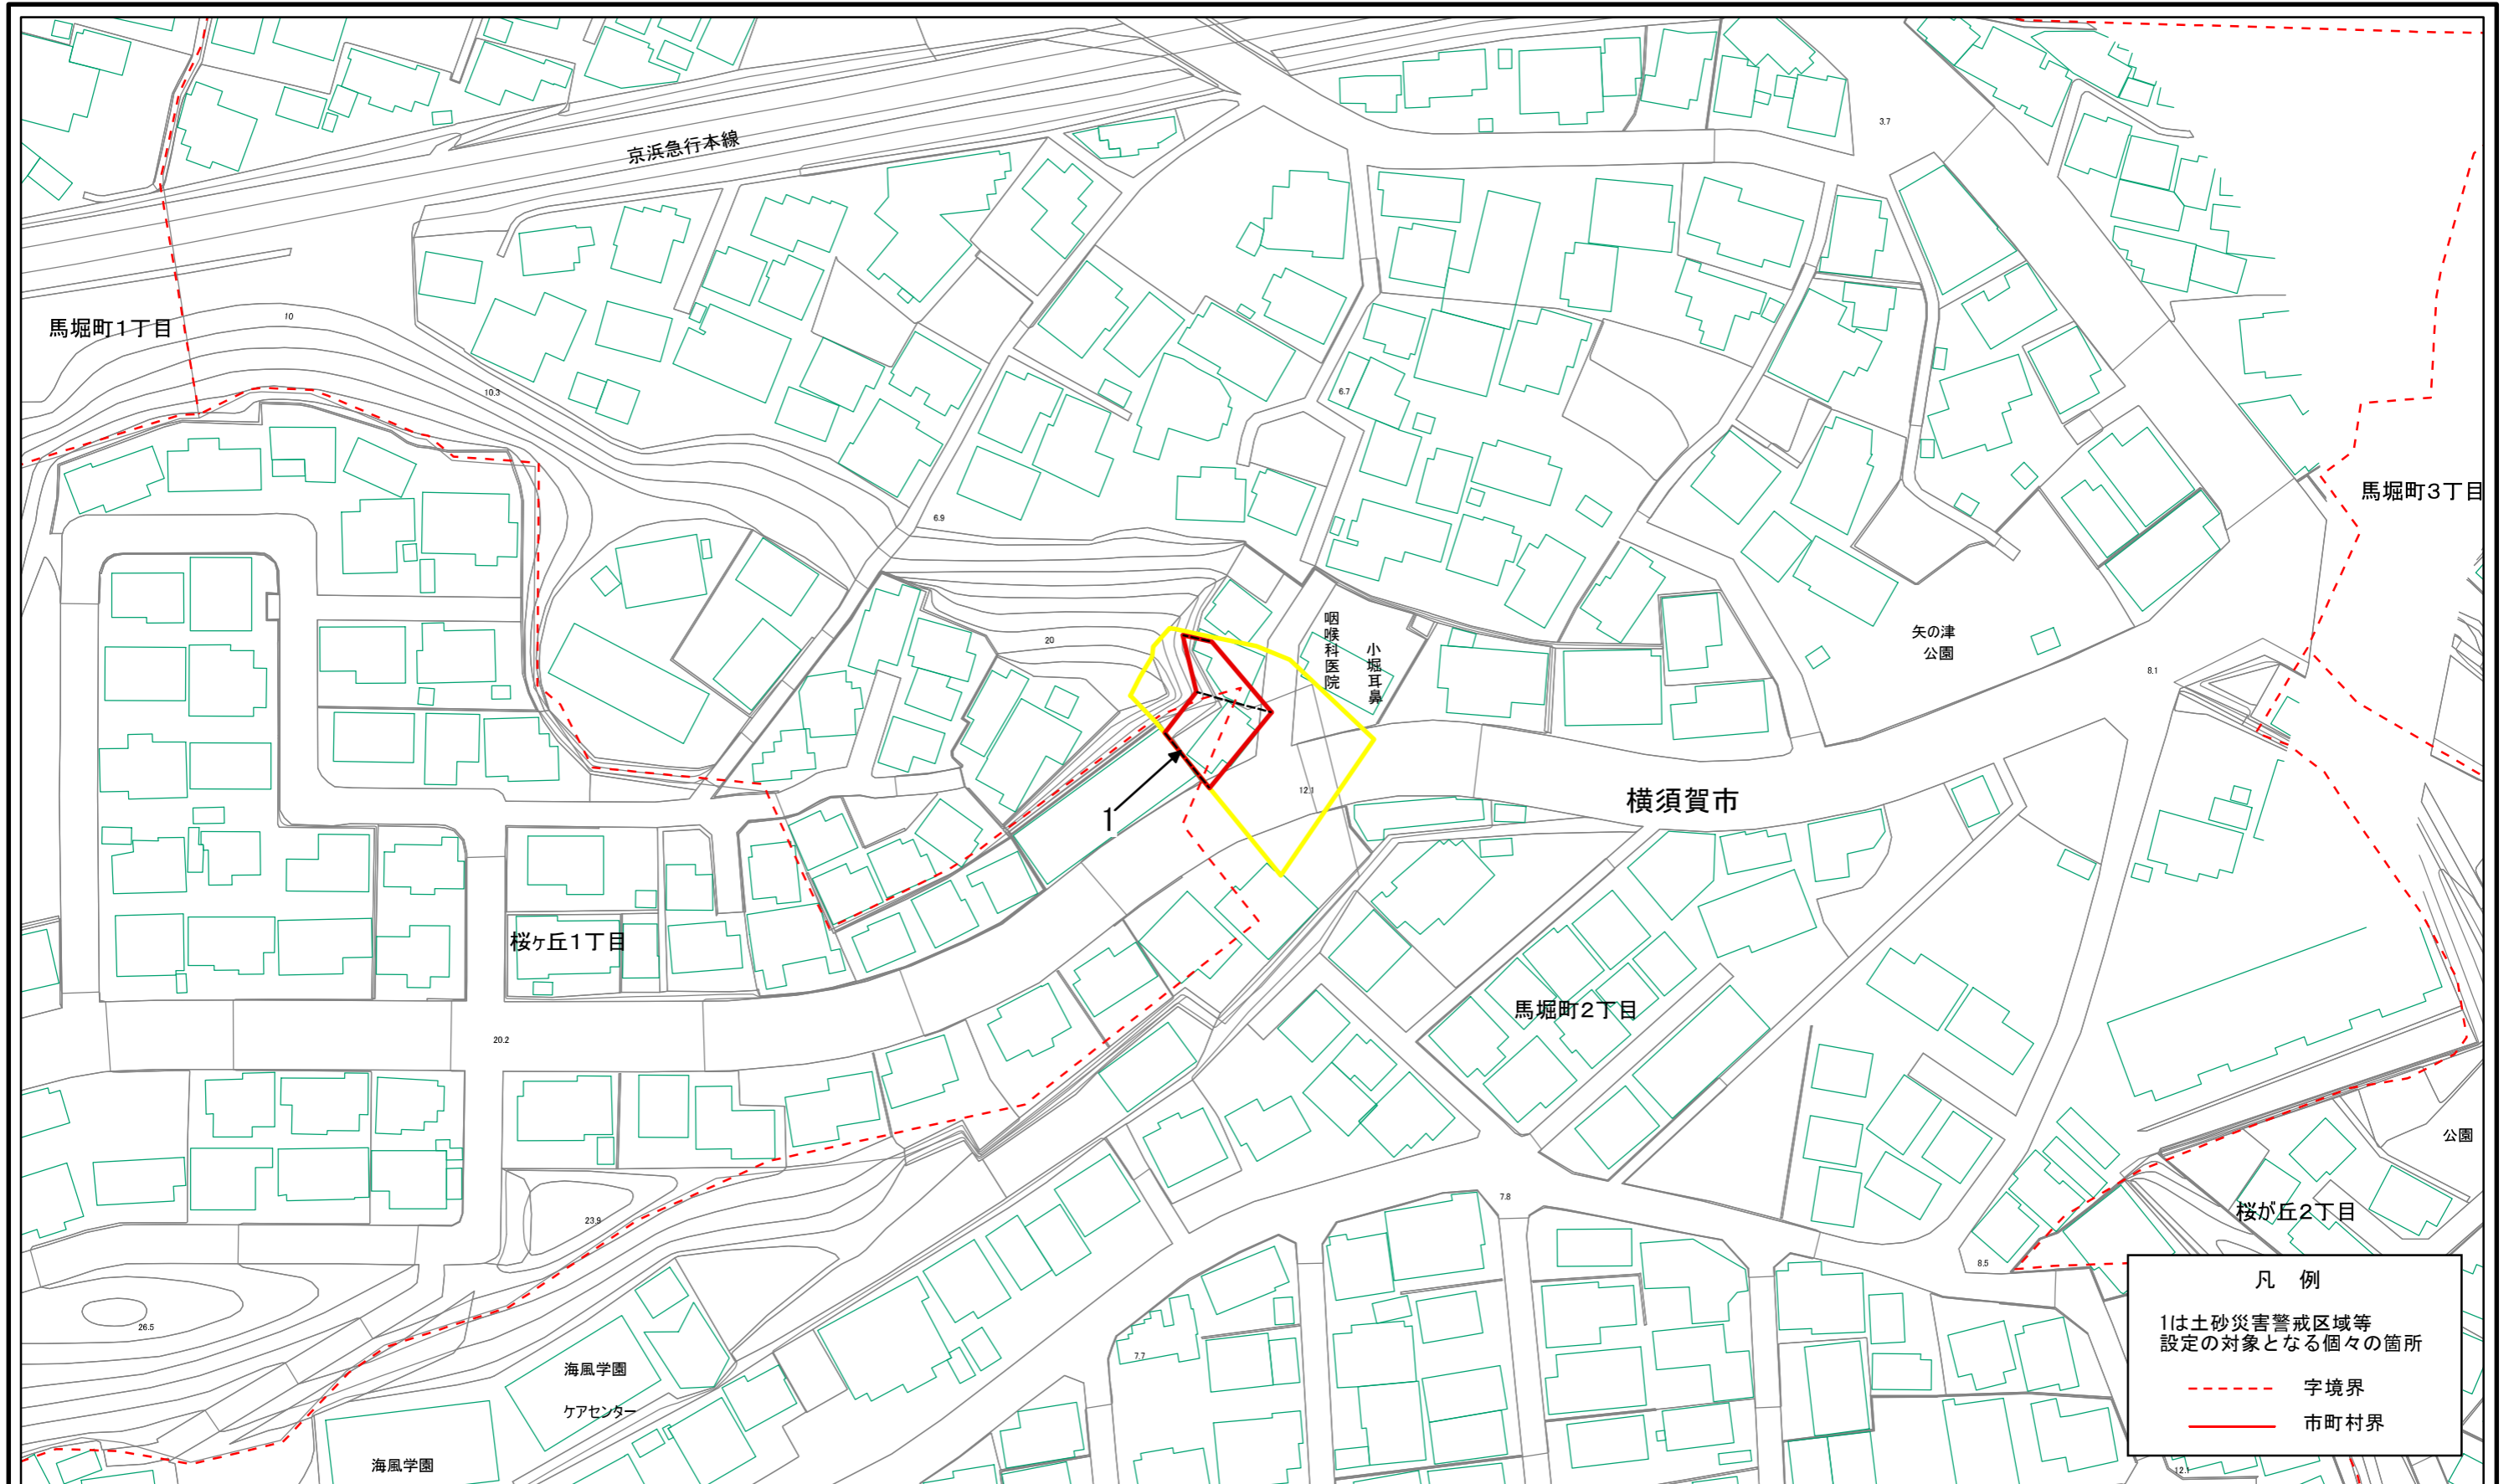 3.7
京浜急行本線
馬堀町1丁目
10
10.3
6.7
6.9
馬堀町3丁目
20
咽喉科医院
小堀耳鼻
矢の津
公園
8.1
12.1
横須賀市
1
桜ヶ丘1丁目
馬堀町2丁目
20.2
公園
23.9
7.8
桜が丘2丁目
8.5
26.5
7.7
海風学園
ケアセンター
海風学園
12.1
凡 例
1は土砂災害警戒区域等
設定の対象となる個々の箇所
字境界
市町村界